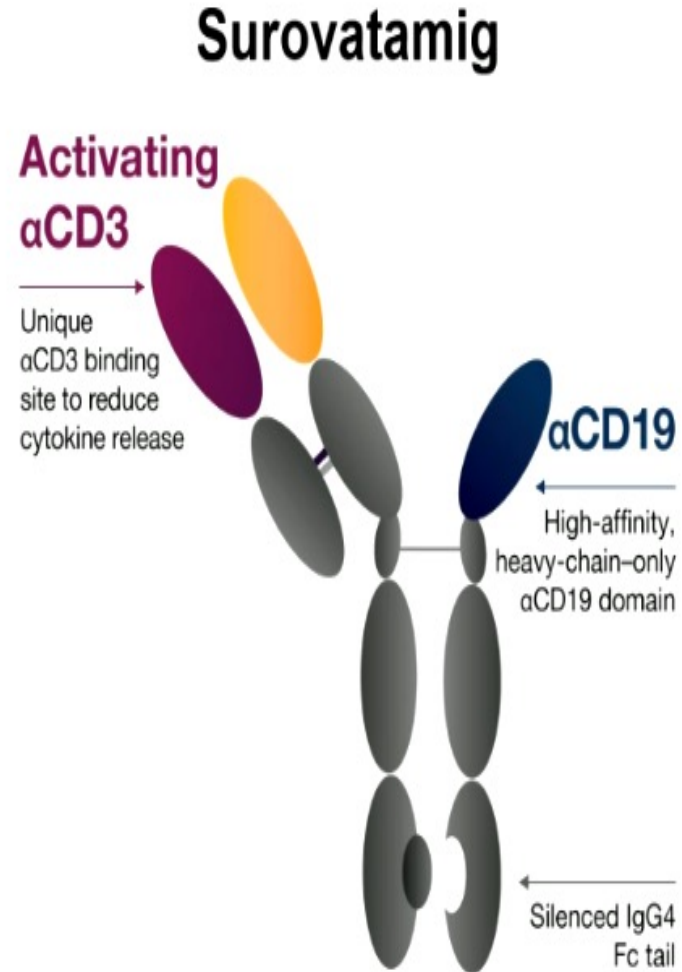 Surovatamig
Activating
αCD3
Unique
αCD3 binding
site to reduce
cytokine release
αCD19
High-affinity,
heavy-chain–only
αCD19 domain
Silenced IgG4
Fc tail